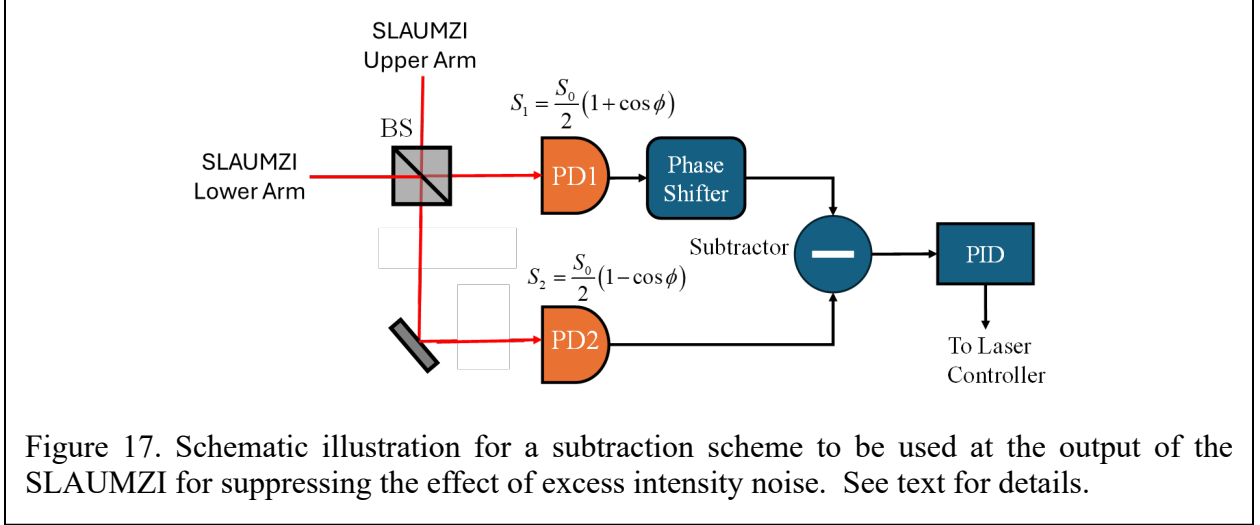 SLAUMZI
Upper Arm
S₁ = S₀/2 (1 + cos ϕ)
BS
SLAUMZI
Lower Arm
PD1
Phase
Shifter
Subtractor
PID
S₂ = S₀/2 (1 − cos ϕ)
PD2
To Laser
Controller
Figure 17. Schematic illustration for a subtraction scheme to be used at the output of the
SLAUMZI for suppressing the effect of excess intensity noise. See text for details.